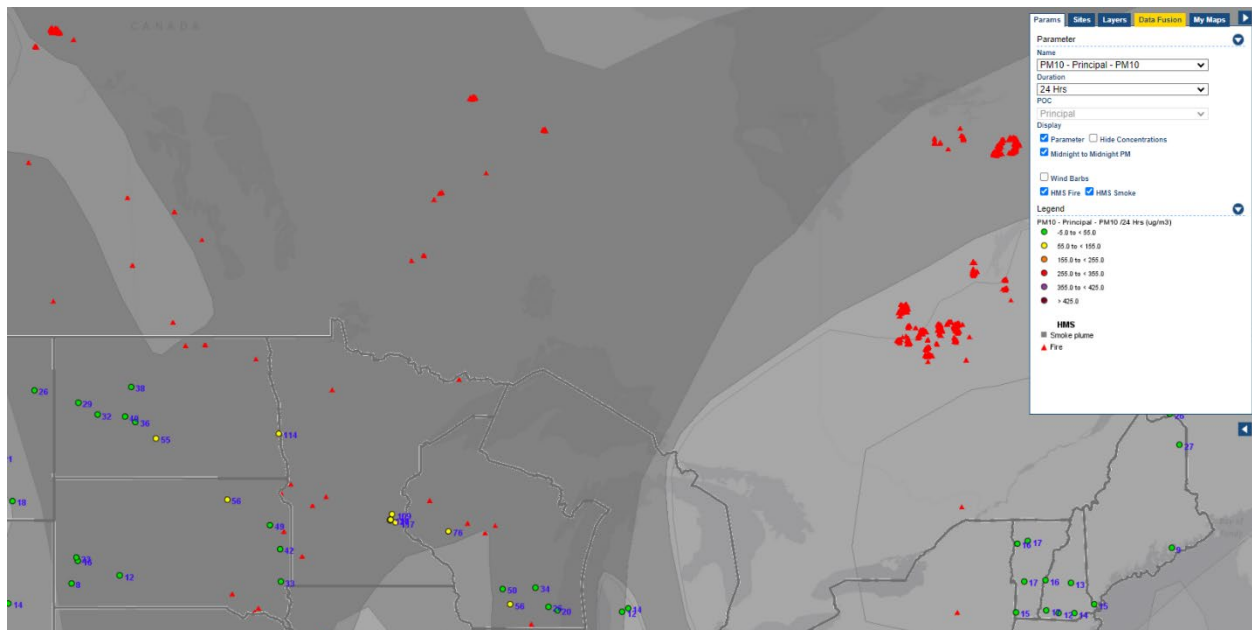 CANADA
Params Sites Layers Data Fusion My Maps
Parameter
Name
PM10 - Principal - PM10
Duration
24 Hrs
POC
Principal
Display
Parameter Hide Concentrations
Midnight to Midnight PM
Wind Barbs
HMS Fire HMS Smoke
Legend
PM10 - Principal - PM10 /24 Hrs (ug/m3)
-5.0 to < 55.0
55.0 to < 155.0
155.0 to < 255.0
255.0 to < 355.0
355.0 to < 425.0
> 425.0
HMS
Smoke plume
Fire
26
38
29
32
36
55
114
27
18
56
49
42
33
76
8
12
14
50
34
56
20
14
12
16 17
9
17
16
13
15
15
12
14